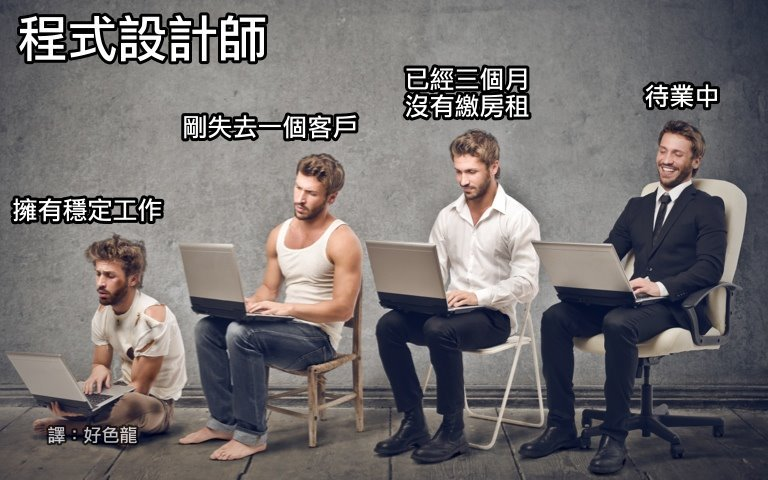 程式設計師
已經三個月
沒有繳房租
待業中
剛失去一個客戶
擁有穩定工作
譯：好色龍